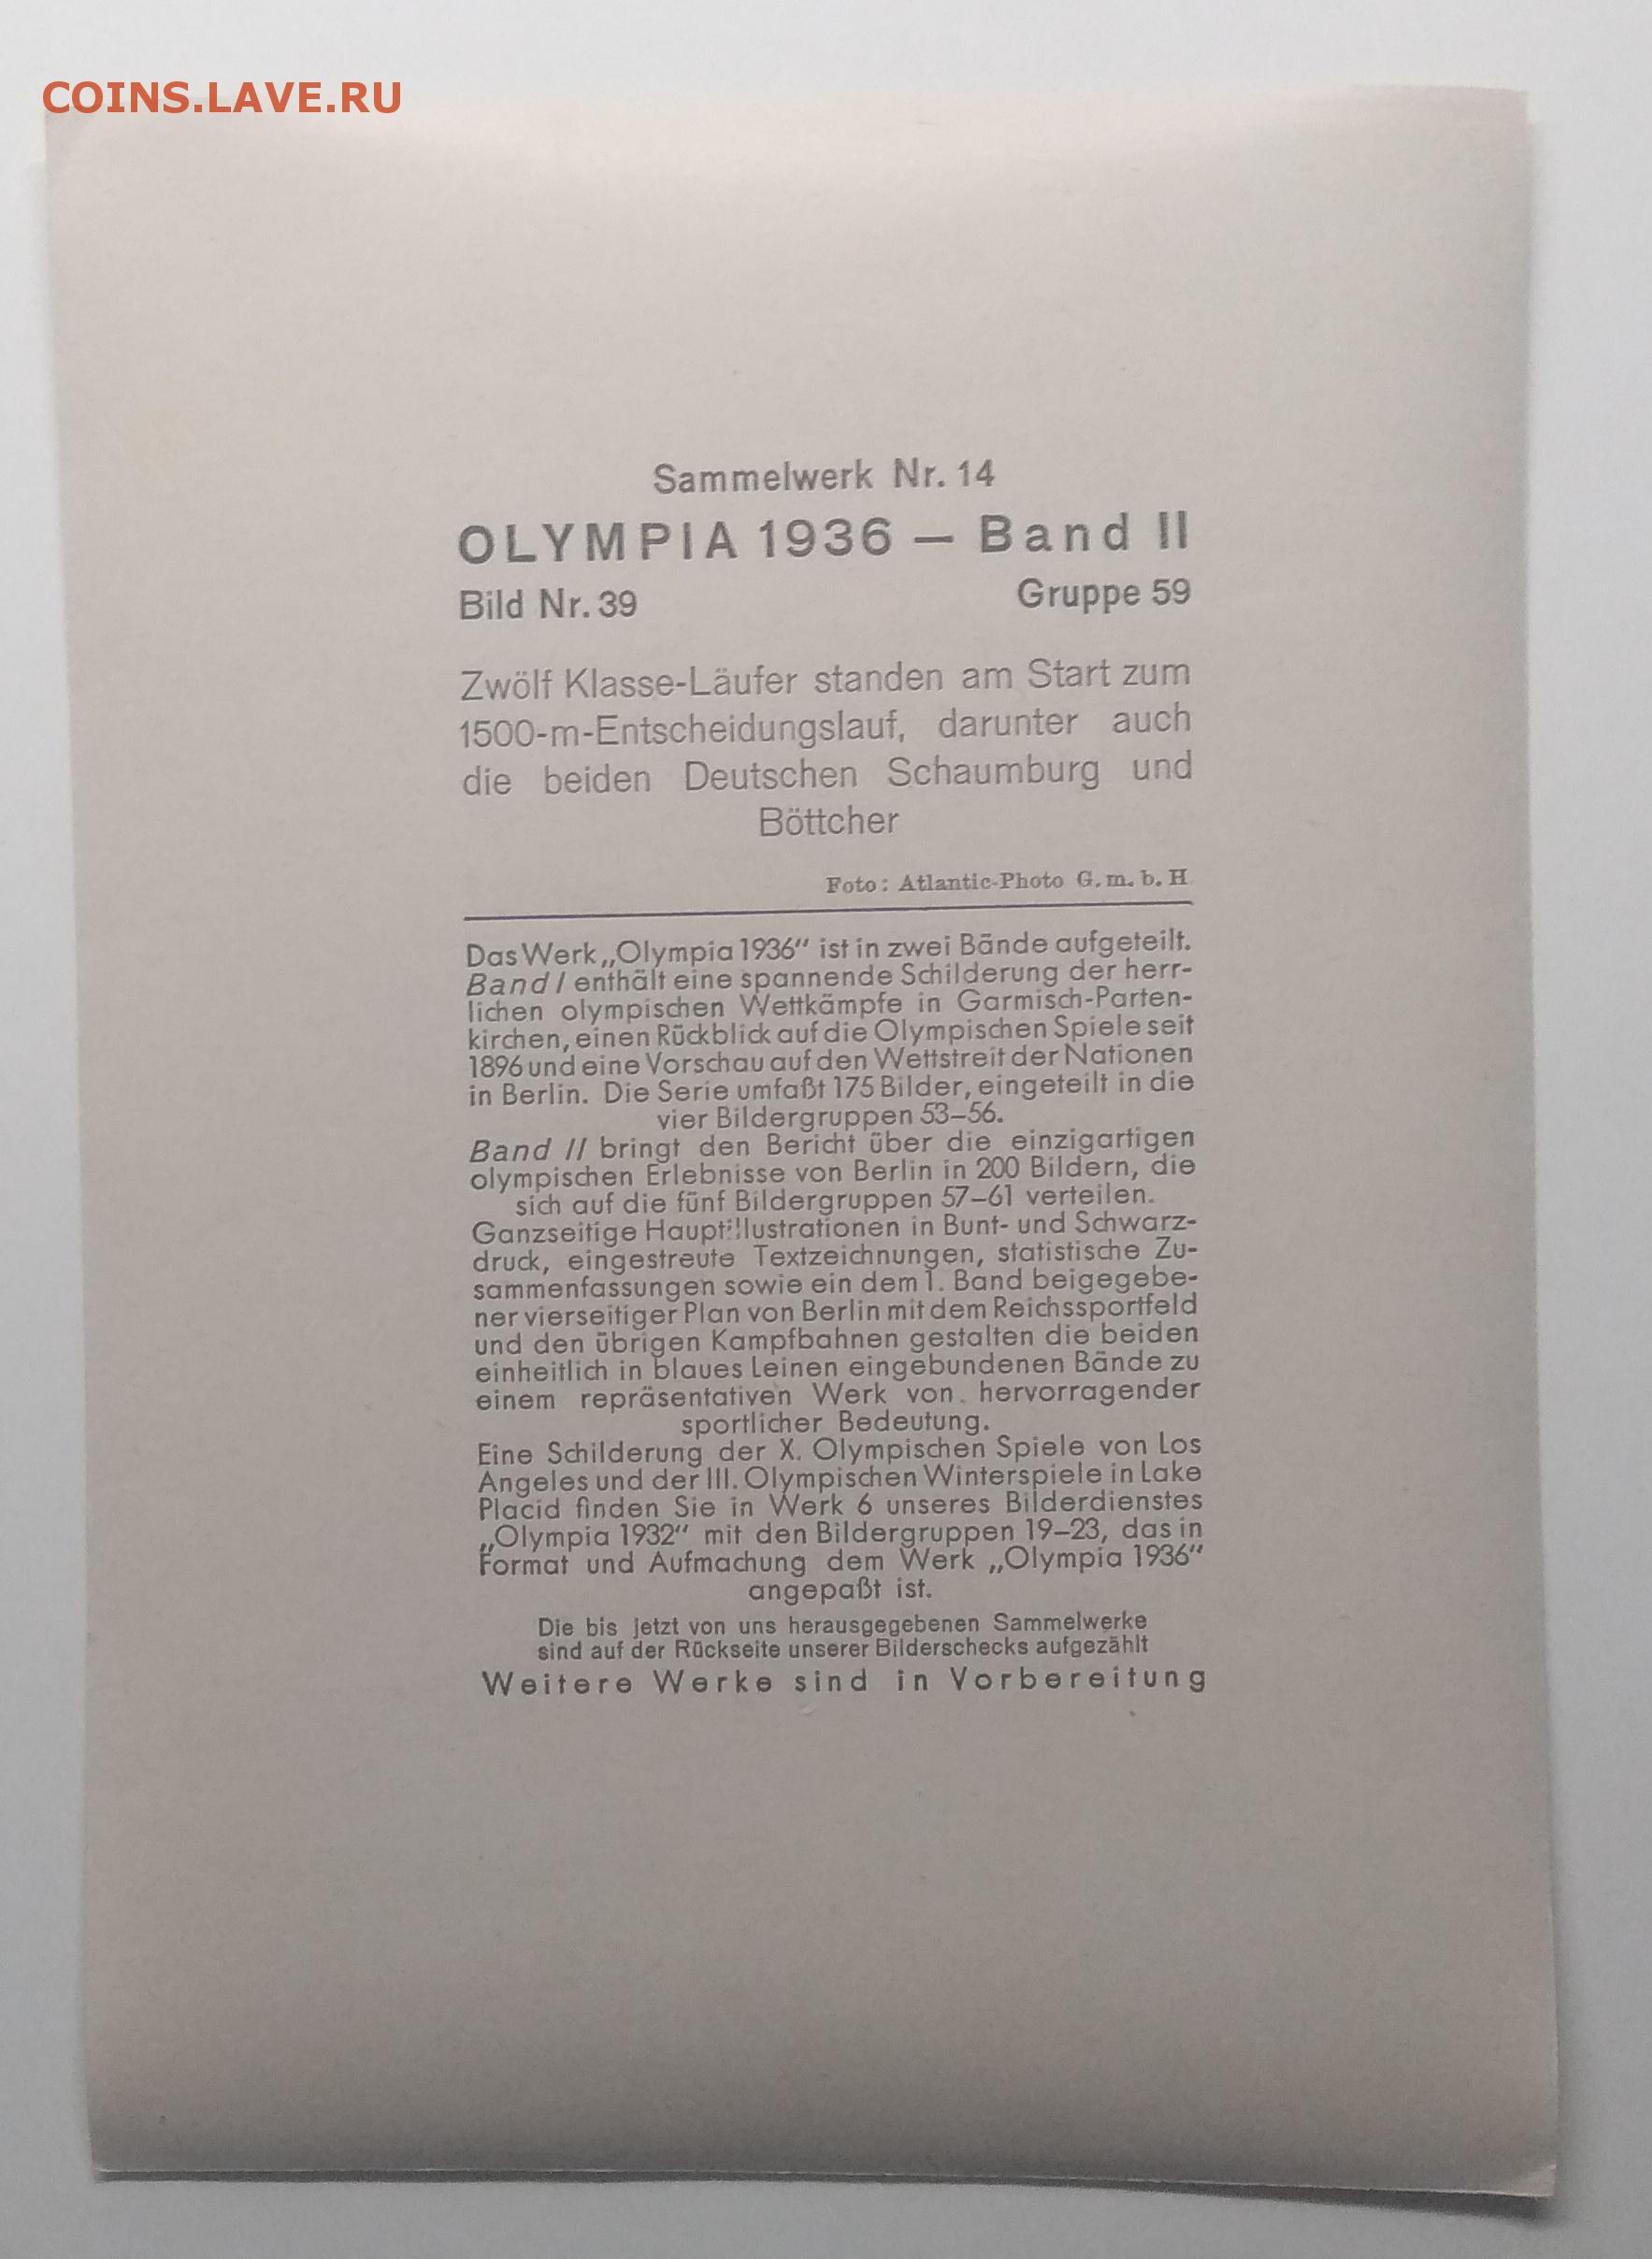 COINS.LAVE.RU
Sammelwerk Nr. 14
OLYMPIA 1936 — Band II
Bild Nr. 39 Gruppe 59
Zwölf Klasse-Läufer standen am Start zum
1500-m-Entscheidungslauf, darunter auch
die beiden Deutschen Schaumburg und
Böttcher
Foto: Atlantic-Photo G. m. b. H
Das Werk „Olympia 1936“ ist in zwei Bände aufgeteilt.
Band I enthält eine spannende Schilderung der herr-
lichen olympischen Wettkämpfe in Garmisch-Parten-
kirchen, einen Rückblick auf die Olympischen Spiele seit
1896 und eine Vorschau auf den Wettstreit der Nationen
in Berlin. Die Serie umfaßt 175 Bilder, eingeteilt in die
vier Bildergruppen 53–56.
Band II bringt den Bericht über die einzigartigen
olympischen Erlebnisse von Berlin in 200 Bildern, die
sich auf die fünf Bildergruppen 57–61 verteilen.
Ganzseitige Hauptillustrationen in Bunt- und Schwarz-
druck, eingestreute Textzeichnungen, statistische Zu-
sammenfassungen sowie ein dem 1. Band beigegebe-
ner vierseitiger Plan von Berlin mit dem Reichssportfeld
und den übrigen Kampfbahnen gestalten die beiden
einheitlich in blaues Leinen eingebundenen Bände zu
einem repräsentativen Werk von hervorragender
sportlicher Bedeutung.
Eine Schilderung der X. Olympischen Spiele von Los
Angeles und der III. Olympischen Winterspiele in Lake
Placid finden Sie in Werk 6 unseres Bilderdienstes
„Olympia 1932“ mit den Bildergruppen 19–23, das in
Format und Aufmachung dem Werk „Olympia 1936“
angepaßt ist.
Die bis jetzt von uns herausgegebenen Sammelwerke
sind auf der Rückseite unserer Bilderschecks aufgezählt
Weitere Werke sind in Vorbereitung